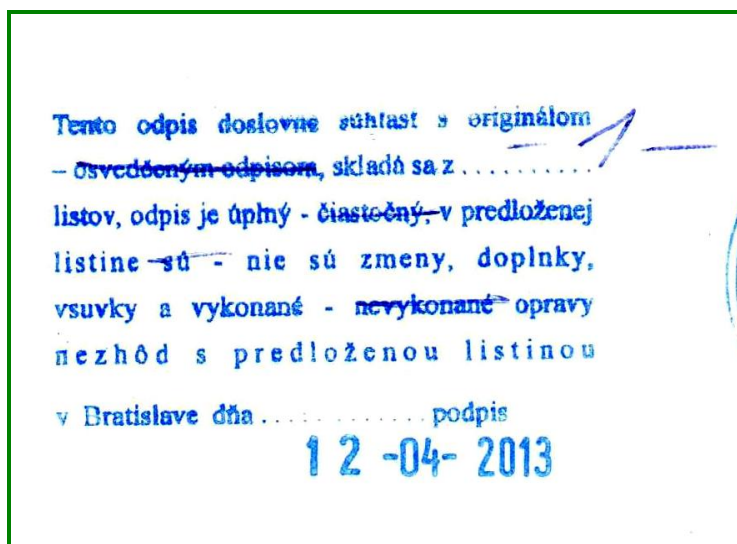 Tento odpis doslovne súhlasí s originálom
– osvedčeným odpisom, skladá sa z .......... -1-
listov, odpis je úplný - čiastočný, v predloženej
listine sú - nie sú zmeny, doplnky,
vsuvky a vykonané - nevykonané opravy
nezhôd s predloženou listinou
v Bratislave dňa ............. podpis
12 -04- 2013